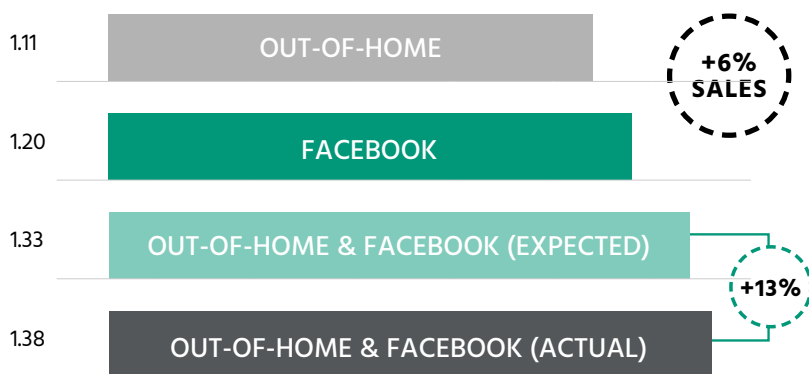 1.11
OUT-OF-HOME
+6%
SALES
1.20
FACEBOOK
1.33
OUT-OF-HOME & FACEBOOK (EXPECTED)
+13%
1.38
OUT-OF-HOME & FACEBOOK (ACTUAL)